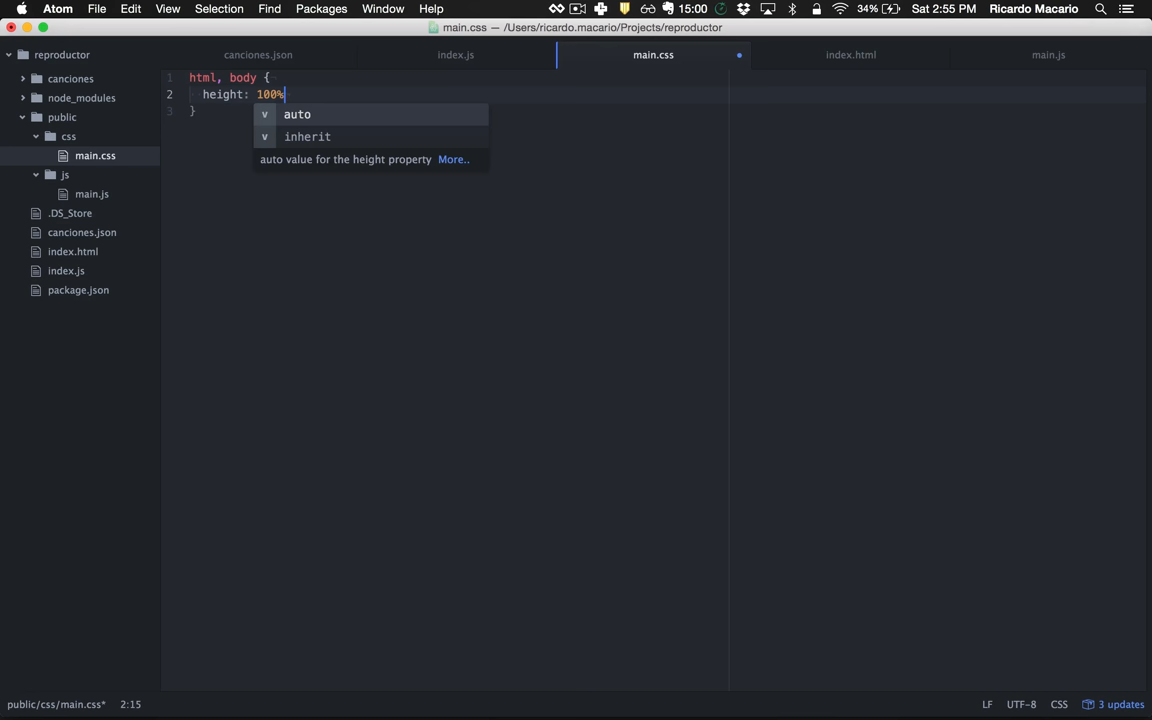 Atom File Edit View Selection Find Packages Window Help 15:00 34% Sat 2:55 PM Ricardo Macario
main.css — /Users/ricardo.macario/Projects/reproductor
reproductor
canciones
node_modules
public
css
main.css
js
main.js
.DS_Store
canciones.json
index.html
index.js
package.json
canciones.json index.js main.css index.html main.js
1 html, body {
2 height: 100%
3 }
v auto
v inherit
auto value for the height property More..
public/css/main.css* 2:15 LF UTF-8 CSS 3 updates